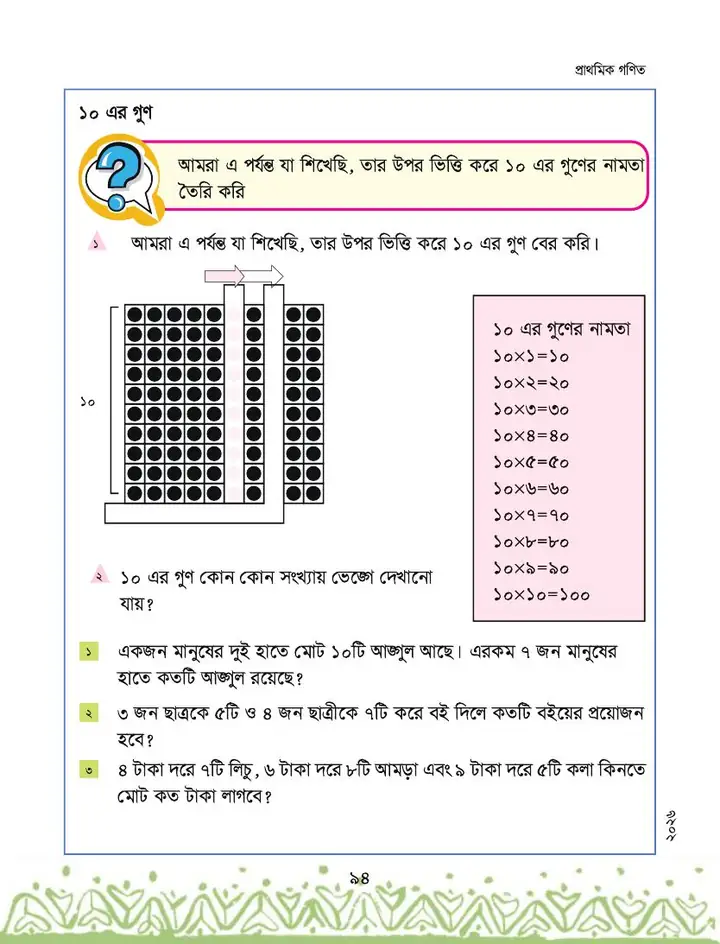 প্রাথমিক গণিত
১০ এর গুণ
আমরা এ পর্যন্ত যা শিখেছি, তার উপর ভিত্তি করে ১০ এর গুণের নামতা
তৈরি করি
১ আমরা এ পর্যন্ত যা শিখেছি, তার উপর ভিত্তি করে ১০ এর গুণ বের করি।
১০
১০ এর গুণের নামতা
১০×১=১০
১০×২=২০
১০×৩=৩০
১০×৪=৪০
১০×৫=৫০
১০×৬=৬০
১০×৭=৭০
১০×৮=৮০
১০×৯=৯০
১০×১০=১০০
২ ১০ এর গুণ কোন কোন সংখ্যায় ভেঙ্গে দেখানো
যায়?
১ একজন মানুষের দুই হাতে মোট ১০টি আঙ্গুল আছে। এরকম ৭ জন মানুষের
হাতে কতটি আঙ্গুল রয়েছে?
২ ৩ জন ছাত্রকে ৫টি ও ৪ জন ছাত্রীকে ৭টি করে বই দিলে কতটি বইয়ের প্রয়োজন
হবে?
৩ ৪ টাকা দরে ৭টি লিচু, ৬ টাকা দরে ৮টি আমড়া এবং ৯ টাকা দরে ৫টি কলা কিনতে
মোট কত টাকা লাগবে?
২০২৬
৯৪